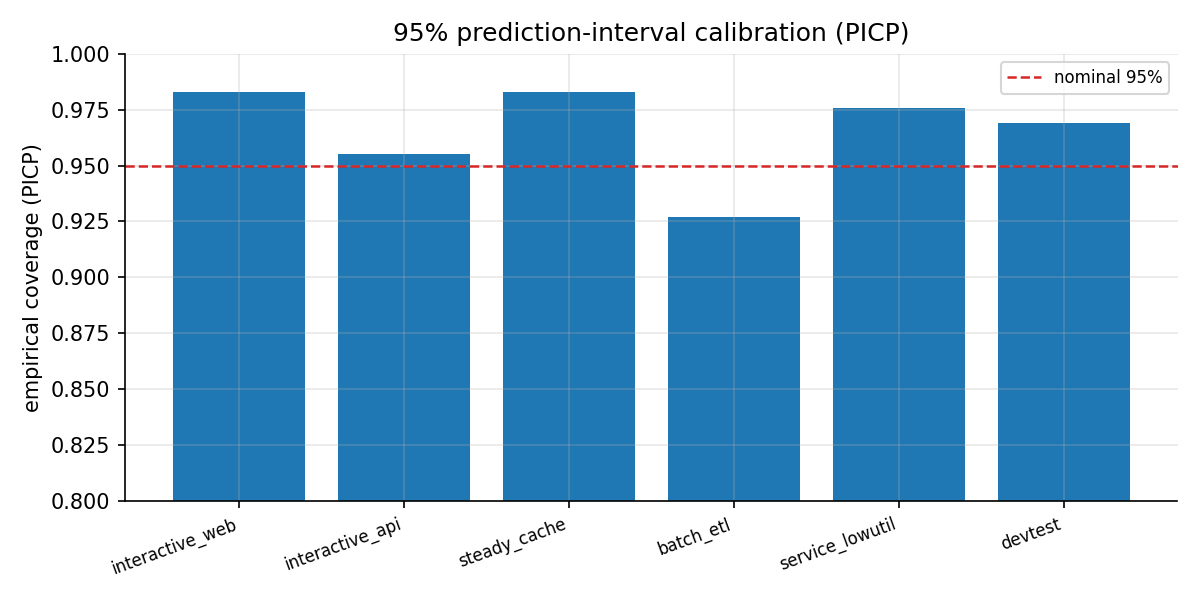 95% prediction-interval calibration (PICP)
nominal 95%
empirical coverage (PICP)
1.000
0.975
0.950
0.925
0.900
0.875
0.850
0.825
0.800
interactive_web
interactive_api
steady_cache
batch_etl
service_lowutil
devtest